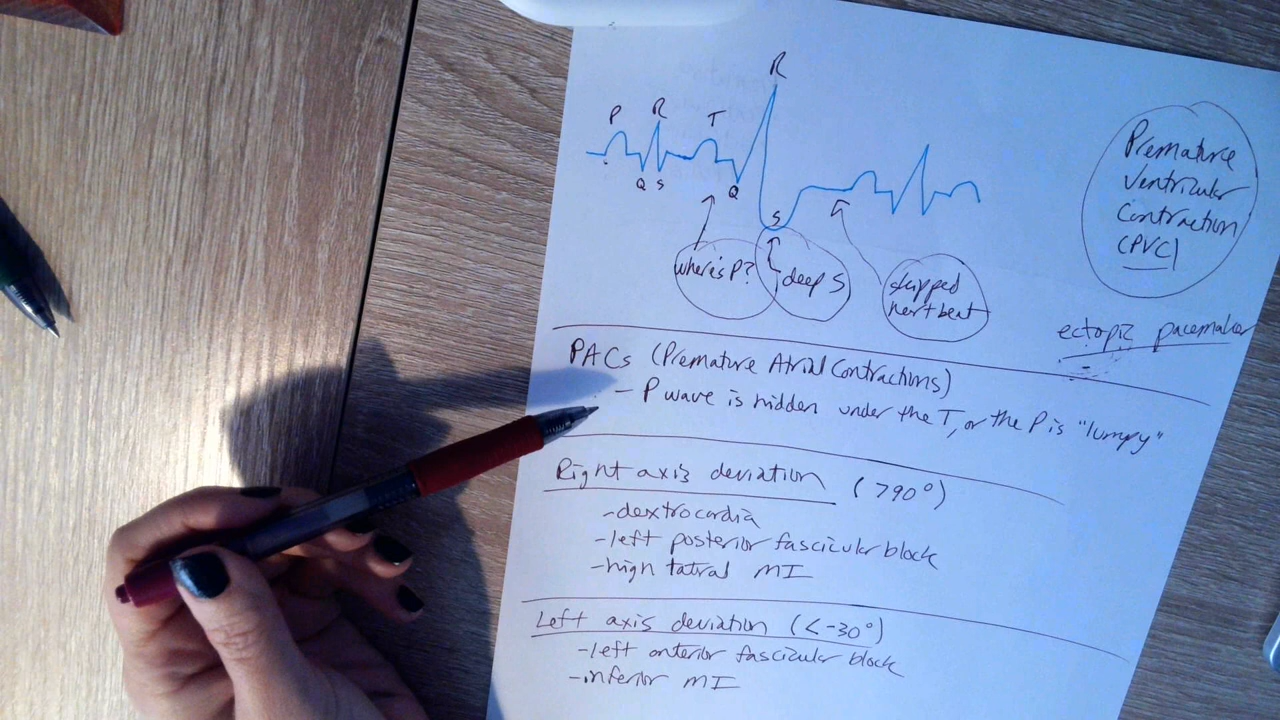 R
P R T
Q S Q S
where's P?
deep S
skipped
heart beat
Premature
Ventricular
Contraction
(PVC)
ectopic pacemaker
PACs (Premature Atrial Contractions)
- P wave is hidden under the T, or the P is "lumpy"
Right axis deviation (>90°)
- dextrocardia
- left posterior fascicular block
- high lateral MI
Left axis deviation (<-30°)
- left anterior fascicular block
- inferior MI